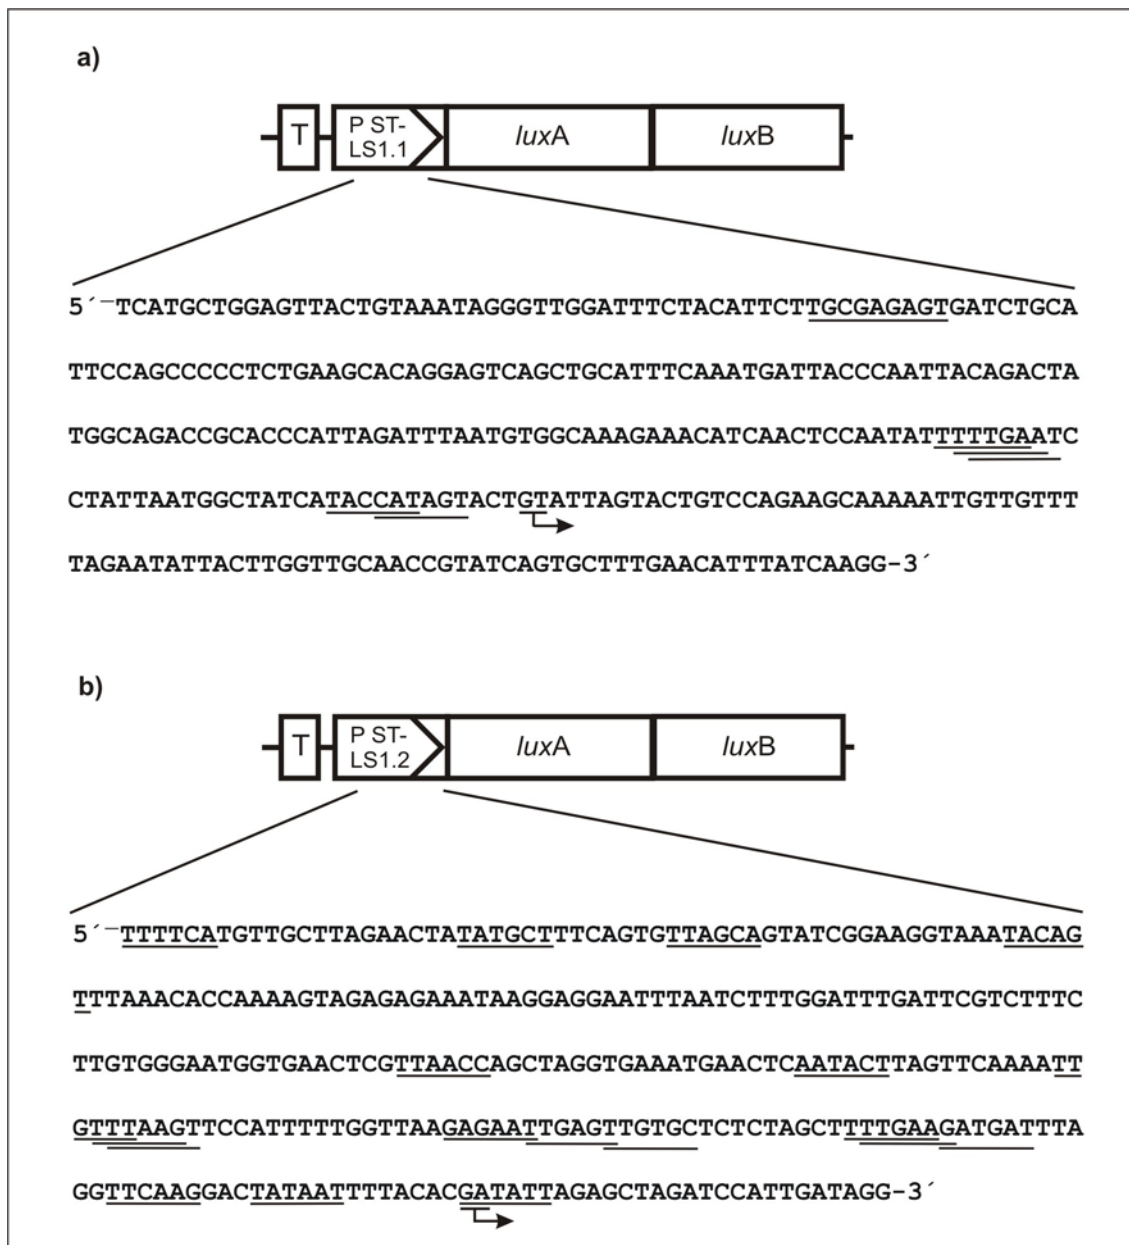 a)
T
P ST-
LS1.1
luxA
luxB
5´–TCATGCTGGAGTTACTGTAAATAGGGTTGGATTTCTACATTCTTGCGAGAGTGATCTGCA
TTCCAGCCCCCTCTGAAGCACAGGAGTCAGCTGCATTTCAAATGATTACCCAATTACAGACTA
TGGCAGACCGCACCCATTAGATTTAATGTGGCAAAGAAACATCAACTCCAATATTTTTGAATC
CTATTAATGGCTATCATACCATAGTACTGTATTAGTACTGTCCAGAAGCAAAAATTGTTGTTT
TAGAATATTACTTGGTTGCAACCGTATCAGTGCTTTGAACATTTATCAAGG-3´
b)
T
P ST-
LS1.2
luxA
luxB
5´–TTTTCATGTTGCTTAGAACTATATGCTTTCAGTGTTAGCAGTATCGGAAGGTAAATACAG
TTTAAACACCAAAAGTAGAGAGAAATAAGGAGGAATTTAATCTTTGGATTTGATTCGTCTTTC
TTGTGGGAATGGTGAACTCGTTAACCAGCTAGGTGAAATGAACTCAATACTTAGTTCAAAATT
GTTTAAGTTCCATTTTTGGTTAAGAGAATTGAGTTGTGCTCTCTAGCTTTTGAAGATGATTTA
GGTTCAAGGACTATAATTTTACACGATATTAGAGCTAGATCCATTGATAGG-3´